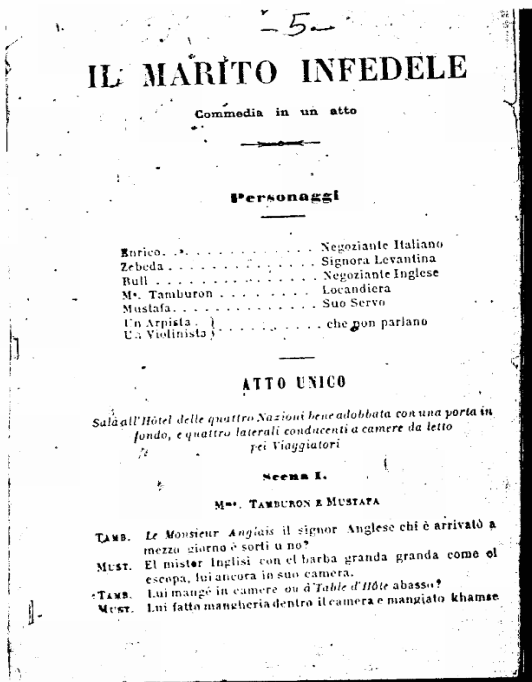 -5-
IL MARITO INFEDELE
Commedia in un atto
Personaggi
Enrico. . . . . . . . . . . . . . Negoziante Italiano
Zebeda . . . . . . . . . . . . . . Signora Levantina
Bull . . . . . . . . . . . . . . . Negoziante Inglese
Mª. Tamburon . . . . . . . . Locandiera
Mustafa. . . . . . . . . . . . . . Suo Servo
Un Arpista . } . . . . . . . . . che non parlano
Un Violinista }
ATTO UNICO
Sala all'Hôtel delle quattro Nazioni bene adobbata con una porta in
fondo, e quattro laterali conducenti a camere da letto
pei Viaggiatori
Scena I.
Mme. TAMBURON E MUSTAFA
TAMB. Le Monsieur Anglais il signor Anglese chi è arrivatò a
mezzo giorno è sorti u no?
MUST. El mister Inglisi con el barba granda granda como el
escopa, lui ancora in suo camera.
TAMB. Lui mangè in camere ou à Table d'Hôte abasso?
MUST. Lui fatto mangheria dentro il camera e mangiato khamse